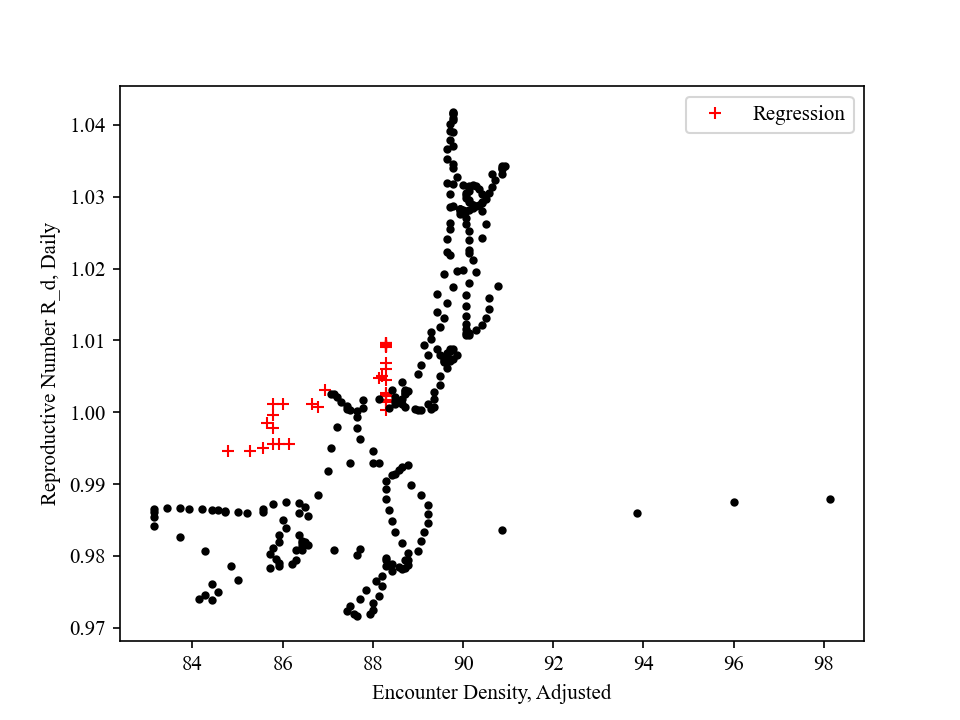 Regression
1.04
1.03
1.02
1.01
1.00
0.99
0.98
0.97
Reproductive Number R_d, Daily
84 86 88 90 92 94 96 98
Encounter Density, Adjusted